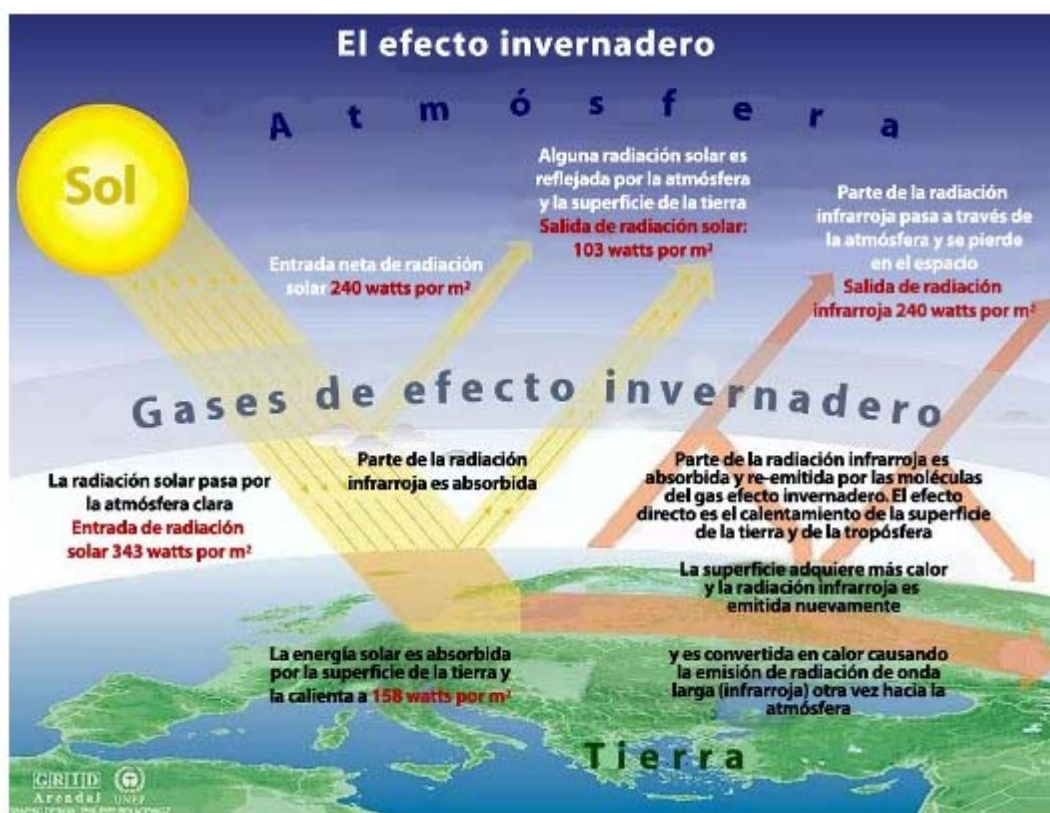 El efecto invernadero
Atmósfera
Sol
Alguna radiación solar es
reflejada por la atmósfera
y la superficie de la tierra
Salida de radiación solar:
103 watts por m²
Parte de la radiación
infrarroja pasa a través de
la atmósfera y se pierde
en el espacio
Salida de radiación
infrarroja 240 watts por m²
Entrada neta de radiación
solar 240 watts por m²
Gases de efecto invernadero
La radiación solar pasa por
la atmósfera clara
Entrada de radiación
solar 343 watts por m²
Parte de la radiación
infrarroja es absorbida
Parte de la radiación infrarroja es
absorbida y re-emitida por las moléculas
del gas efecto invernadero. El efecto
directo es el calentamiento de la superficie
de la tierra y de la tropósfera
La superficie adquiere más calor
y la radiación infrarroja es
emitida nuevamente
La energía solar es absorbida
por la superficie de la tierra y
la calienta a 158 watts por m²
y es convertida en calor causando
la emisión de radiación de onda
larga (infrarroja) otra vez hacia la
atmósfera
Tierra
GRID
Arendal UNEP